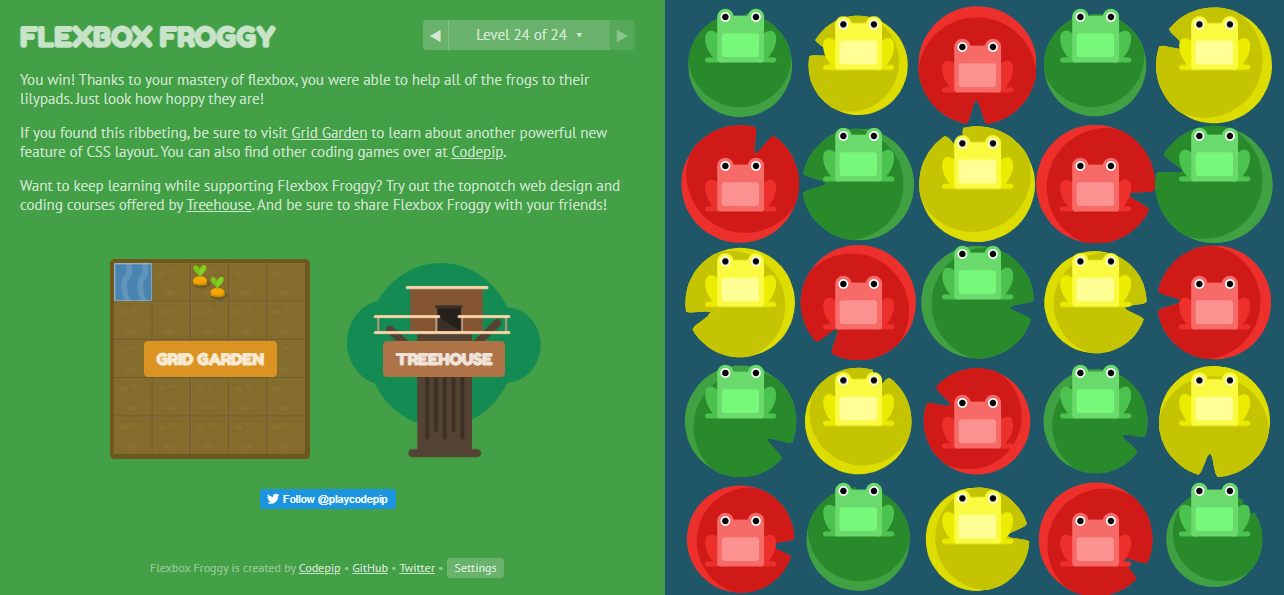 FLEXBOX FROGGY
Level 24 of 24
You win! Thanks to your mastery of flexbox, you were able to help all of the frogs to their
lilypads. Just look how hoppy they are!
If you found this ribbeting, be sure to visit Grid Garden to learn about another powerful new
feature of CSS layout. You can also find other coding games over at Codepip.
Want to keep learning while supporting Flexbox Froggy? Try out the topnotch web design and
coding courses offered by Treehouse. And be sure to share Flexbox Froggy with your friends!
GRID GARDEN
TREEHOUSE
Follow @playcodepip
Flexbox Froggy is created by Codepip • GitHub • Twitter • Settings